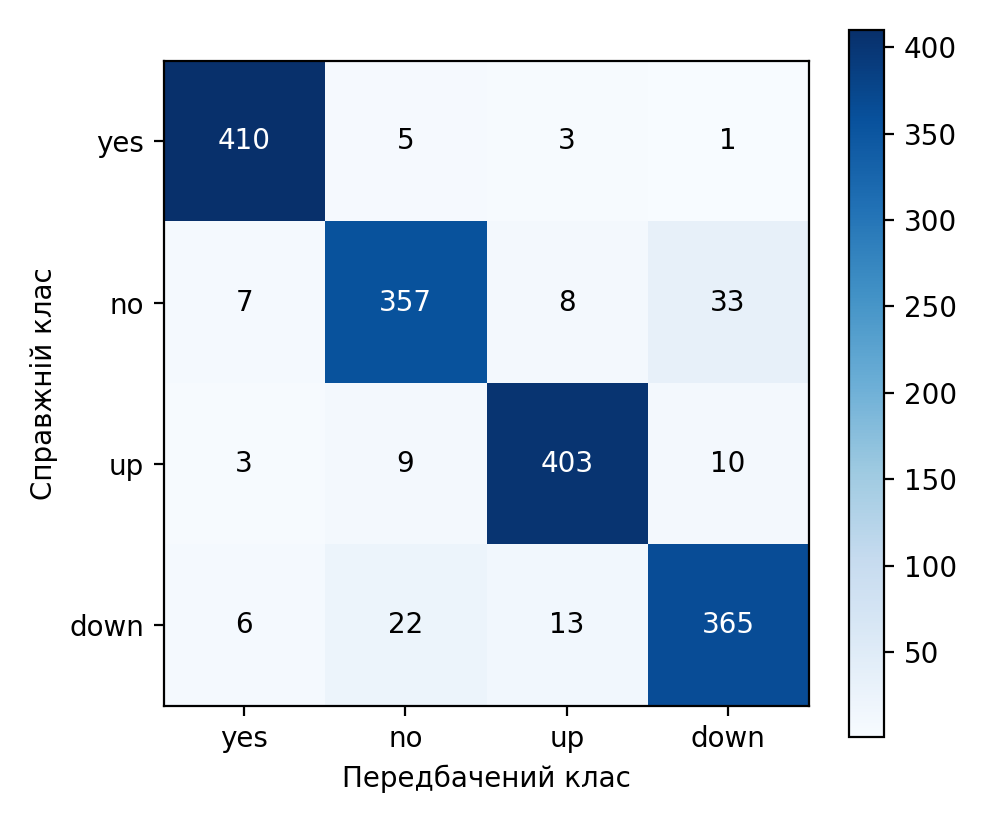 yes 410 5 3 1
no 7 357 8 33
up 3 9 403 10
down 6 22 13 365
yes no up down
Передбачений клас
Справжній клас
400
350
300
250
200
150
100
50